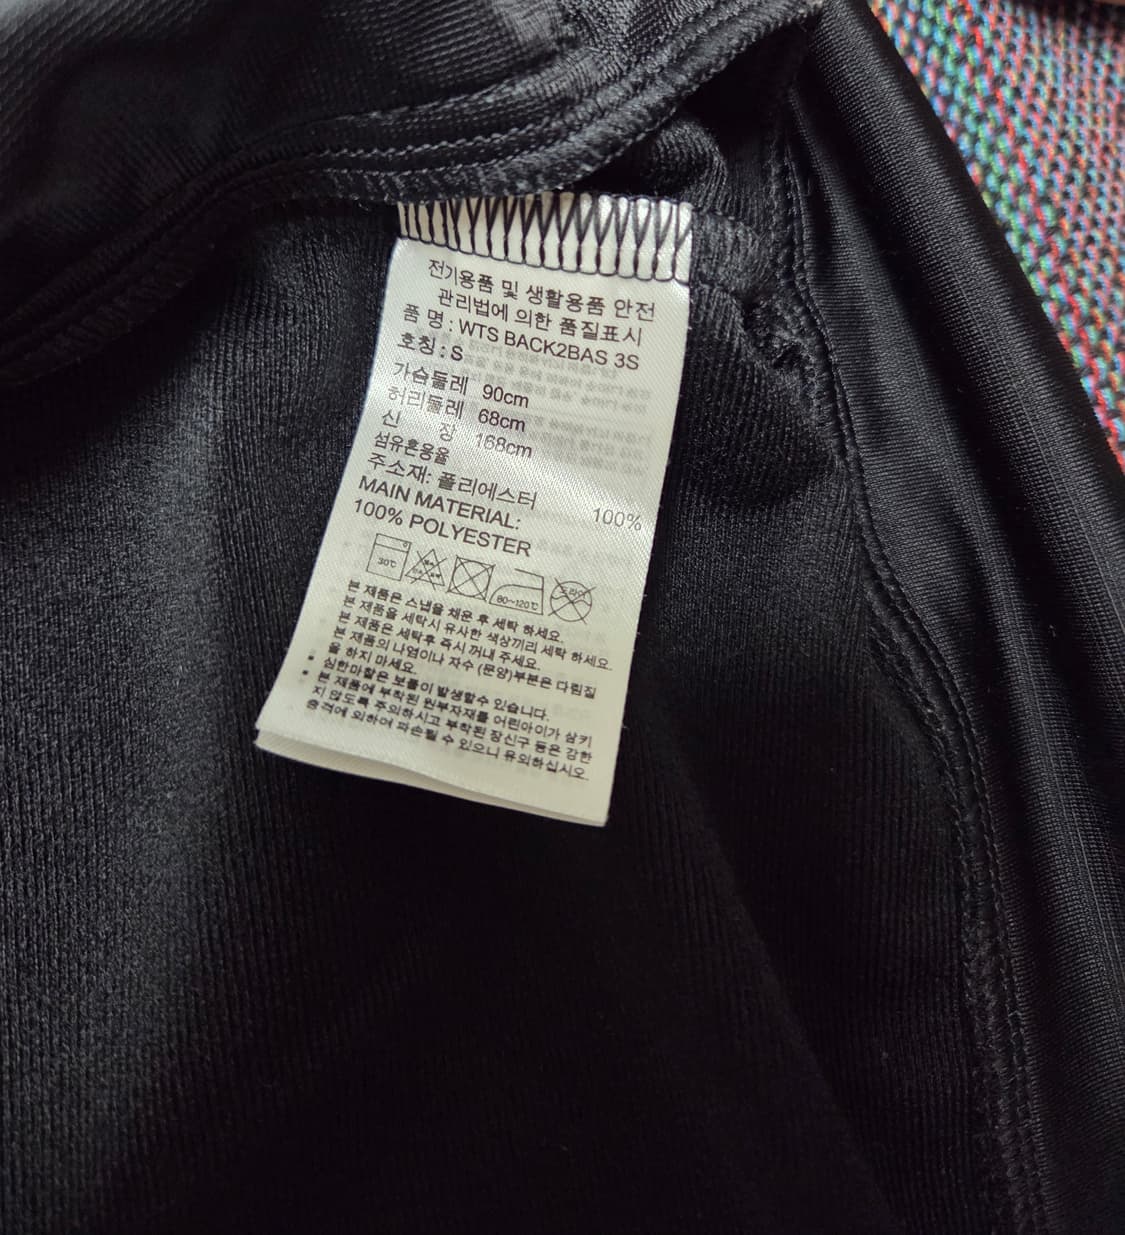 전기용품 및 생활용품 안전
관리법에 의한 품질표시
품 명 : WTS BACK2BAS 3S
호칭 : S
가슴둘레 90cm
허리둘레 68cm
신 장 168cm
섬유혼용율
주소재: 폴리에스터 100%
MAIN MATERIAL:
100% POLYESTER
30℃ 80~120℃ 드라이
본 제품은 스냅을 채운 후 세탁 하세요.
본 제품을 세탁시 유사한 색상끼리 세탁 하세요.
본 제품은 세탁후 즉시 꺼내 주세요.
본 제품의 나염이나 자수 (문양)부분은 다림질
을 하지 마세요.
* 심한마찰은 보풀이 발생할수 있습니다.
* 본 제품에 부착된 원부자재를 어린아이가 삼키
지 않도록 주의하시고 부착된 장신구 등은 강한
충격에 의하여 파손될 수 있으니 유의하십시오.